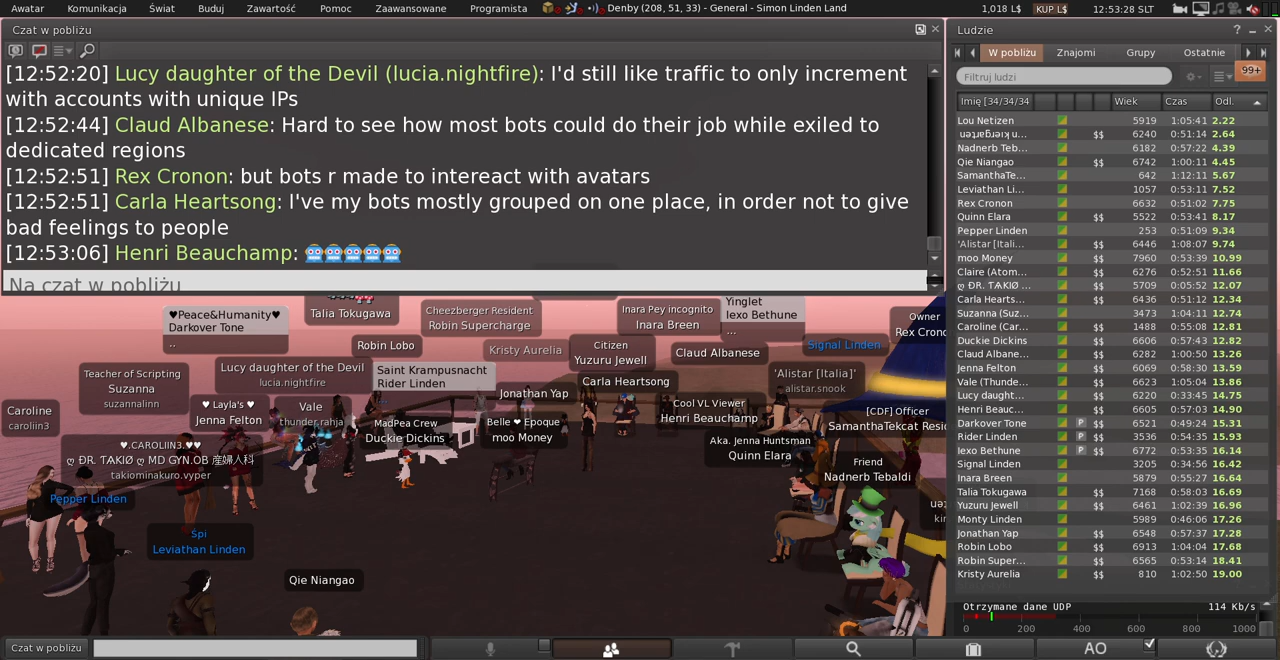 Awatar Komunikacja Świat Buduj Zawartość Pomoc Zaawansowane Programista Denby (208, 51, 33) - General - Simon Linden Land 1,018 L$ KUP L$ 12:53:28 SLT
Czat w pobliżu
[12:52:20] Lucy daughter of the Devil (lucia.nightfire): I'd still like traffic to only increment
with accounts with unique IPs
[12:52:44] Claud Albanese: Hard to see how most bots could do their job while exiled to
dedicated regions
[12:52:51] Rex Cronon: but bots r made to intereact with avatars
[12:52:51] Carla Heartsong: I've my bots mostly grouped on one place, in order not to give
bad feelings to people
[12:53:06] Henri Beauchamp: 🤖🤖🤖🤖🤖
Na czat w pobliżu
♥Peace&Humanity♥
Darkover Tone
..
Talia Tokugawa
Cheezberger Resident
Robin Supercharge
Inara Pey incognito
Inara Breen
Yinglet
Iexo Bethune
...
Owner
Rex Crono
Robin Lobo
Kristy Aurelia
Citizen
Yuzuru Jewell
Claud Albanese
Signal Linden
Teacher of Scripting
Suzanna
suzannalinn
Lucy daughter of the Devil
lucia.nightfire
Saint Krampusnacht
Rider Linden
Carla Heartsong
'Alistar [Italia]'
alistar.snook
Jonathan Yap
Caroline
caroliin3
♥ Layla's ♥
Jenna Felton
Vale
thunder.rahja
MadPea Crew
Duckie Dickins
Belle ❤ Epoque
moo Money
Cool VL Viewer
Henri Beauchamp
[CDF] Officer
SamanthaTekcat Resid
♥.CAROLIIN3.♥♥
ღ ĐR. ŦAҜIØ ღ MD GYN.OB 産婦人科
takiominakuro.vyper
Aka. Jenna Huntsman
Quinn Elara
Friend
Nadnerb Tebaldi
Pepper Linden
Śpi
Leviathan Linden
Qie Niangao
Czat w pobliżu
Ludzie
W pobliżu Znajomi Grupy Ostatnie
Filtruj ludzi
99+
Imię [34/34/34 Wiek Czas Odl.
Lou Netizen 5919 1:05:41 2.22
$$ 6240 0:51:14 2.64
Nadnerb Teb... 6182 0:57:22 4.39
Qie Niangao $$ 6742 1:00:11 4.45
SamanthaTe... 642 1:12:11 5.67
Leviathan Li... 1057 0:53:11 7.52
Rex Cronon 6632 0:51:02 7.75
Quinn Elara $$ 5522 0:53:41 8.17
Pepper Linden 253 0:51:09 9.34
'Alistar [Itali... $$ 6446 1:08:07 9.74
moo Money $$ 7960 0:53:39 10.99
Claire (Atom... $$ 6276 0:52:51 11.66
ღ ĐR. ŦAҜIØ ... $$ 5709 0:05:52 12.07
Carla Hearts... $$ 6436 0:51:12 12.34
Suzanna (Suz... 3473 1:04:11 12.74
Caroline (Car... $$ 1488 0:55:08 12.81
Duckie Dickins $$ 6606 0:57:43 12.82
Claud Albane... $$ 6282 1:00:50 13.26
Jenna Felton $$ 6069 0:58:30 13.59
Vale (Thunde... $$ 6623 1:05:04 13.86
Lucy daught... $$ 6220 0:33:45 14.75
Henri Beauc... $$ 6605 0:57:03 14.90
Darkover Tone P $$ 6521 0:49:24 15.31
Rider Linden P $$ 3536 0:54:35 15.93
Iexo Bethune P $$ 6772 0:53:35 16.14
Signal Linden 3205 0:34:56 16.42
Inara Breen 5879 0:55:27 16.64
Talia Tokugawa $$ 7168 0:58:03 16.69
Yuzuru Jewell $$ 6461 1:02:39 16.96
Monty Linden 5989 0:46:06 17.26
Jonathan Yap $$ 6548 0:57:37 17.28
Robin Lobo $$ 6913 1:04:04 17.68
Robin Super... $$ 6565 0:53:14 18.41
Kristy Aurelia $$ 810 1:02:50 19.00
Otrzymane dane UDP 114 Kb/s
0 200 400 600 800 1000
AO